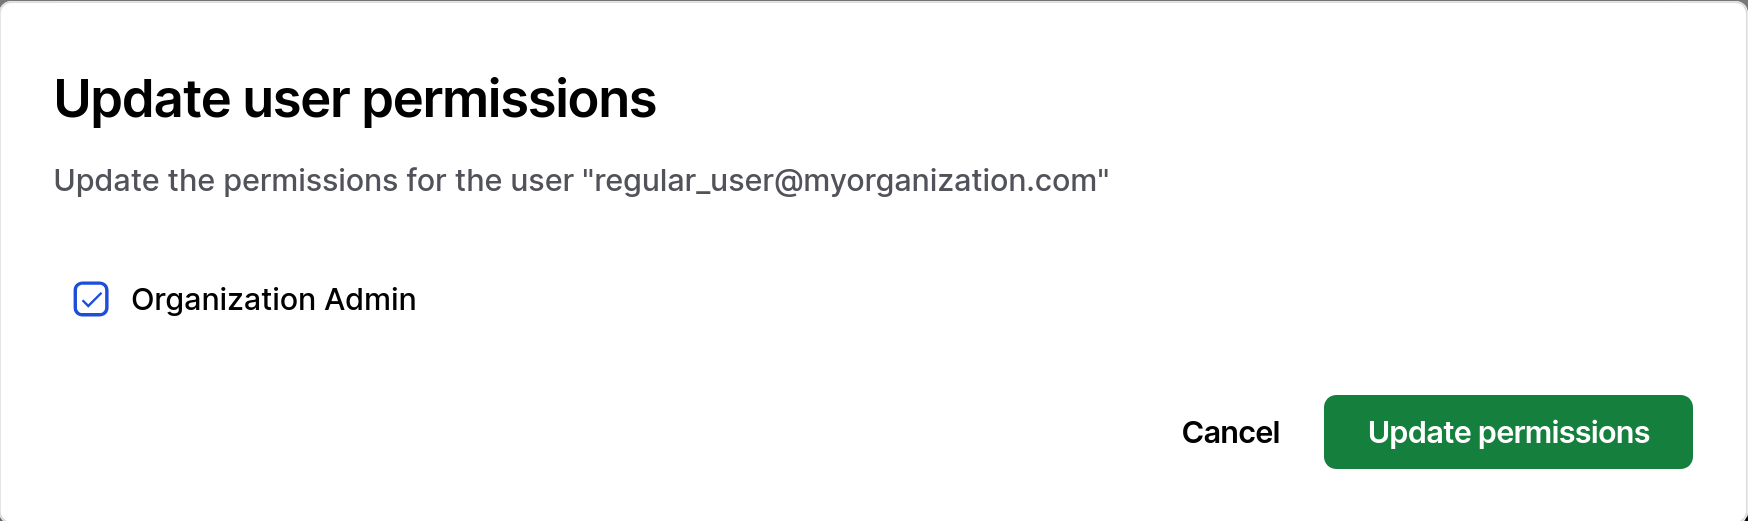 Update user permissions
Update the permissions for the user "regular_user@myorganization.com"
Organization Admin
Cancel
Update permissions